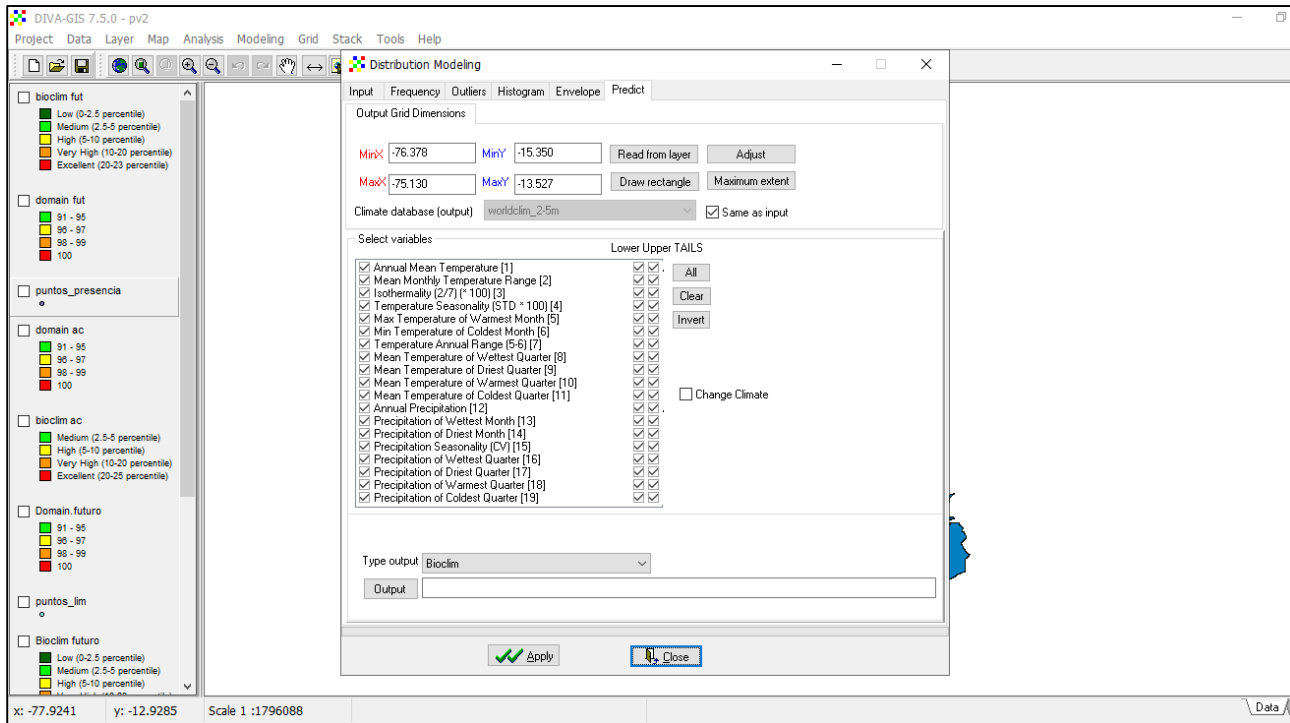 DIVA-GIS 7.5.0 - pv2
Project Data Layer Map Analysis Modeling Grid Stack Tools Help
bioclim fut
Low (0-2.5 percentile)
Medium (2.5-5 percentile)
High (5-10 percentile)
Very High (10-20 percentile)
Excellent (20-23 percentile)
domain fut
91 - 95
96 - 97
98 - 99
100
puntos_presencia
domain ac
91 - 95
96 - 97
98 - 99
100
bioclim ac
Medium (2.5-5 percentile)
High (5-10 percentile)
Very High (10-20 percentile)
Excellent (20-25 percentile)
Domain.futuro
91 - 95
96 - 97
98 - 99
100
puntos_lim
Bioclim futuro
Low (0-2.5 percentile)
Medium (2.5-5 percentile)
High (5-10 percentile)
Distribution Modeling
Input Frequency Outliers Histogram Envelope Predict
Output Grid Dimensions
MinX -76.378 MinY -15.350 Read from layer Adjust
MaxX -75.130 MaxY -13.527 Draw rectangle Maximum extent
Climate database (output) worldclim_2-5m Same as input
Select variables
Lower Upper TAILS
Annual Mean Temperature [1]
Mean Monthly Temperature Range [2]
Isothermality (2/7) (* 100) [3]
Temperature Seasonality (STD * 100) [4]
Max Temperature of Warmest Month [5]
Min Temperature of Coldest Month [6]
Temperature Annual Range (5-6) [7]
Mean Temperature of Wettest Quarter [8]
Mean Temperature of Driest Quarter [9]
Mean Temperature of Warmest Quarter [10]
Mean Temperature of Coldest Quarter [11]
Annual Precipitation [12]
Precipitation of Wettest Month [13]
Precipitation of Driest Month [14]
Precipitation Seasonality (CV) [15]
Precipitation of Wettest Quarter [16]
Precipitation of Driest Quarter [17]
Precipitation of Warmest Quarter [18]
Precipitation of Coldest Quarter [19]
All
Clear
Invert
Change Climate
Type output Bioclim
Output
Apply Close
x: -77.9241 y: -12.9285 Scale 1 :1796088
Data